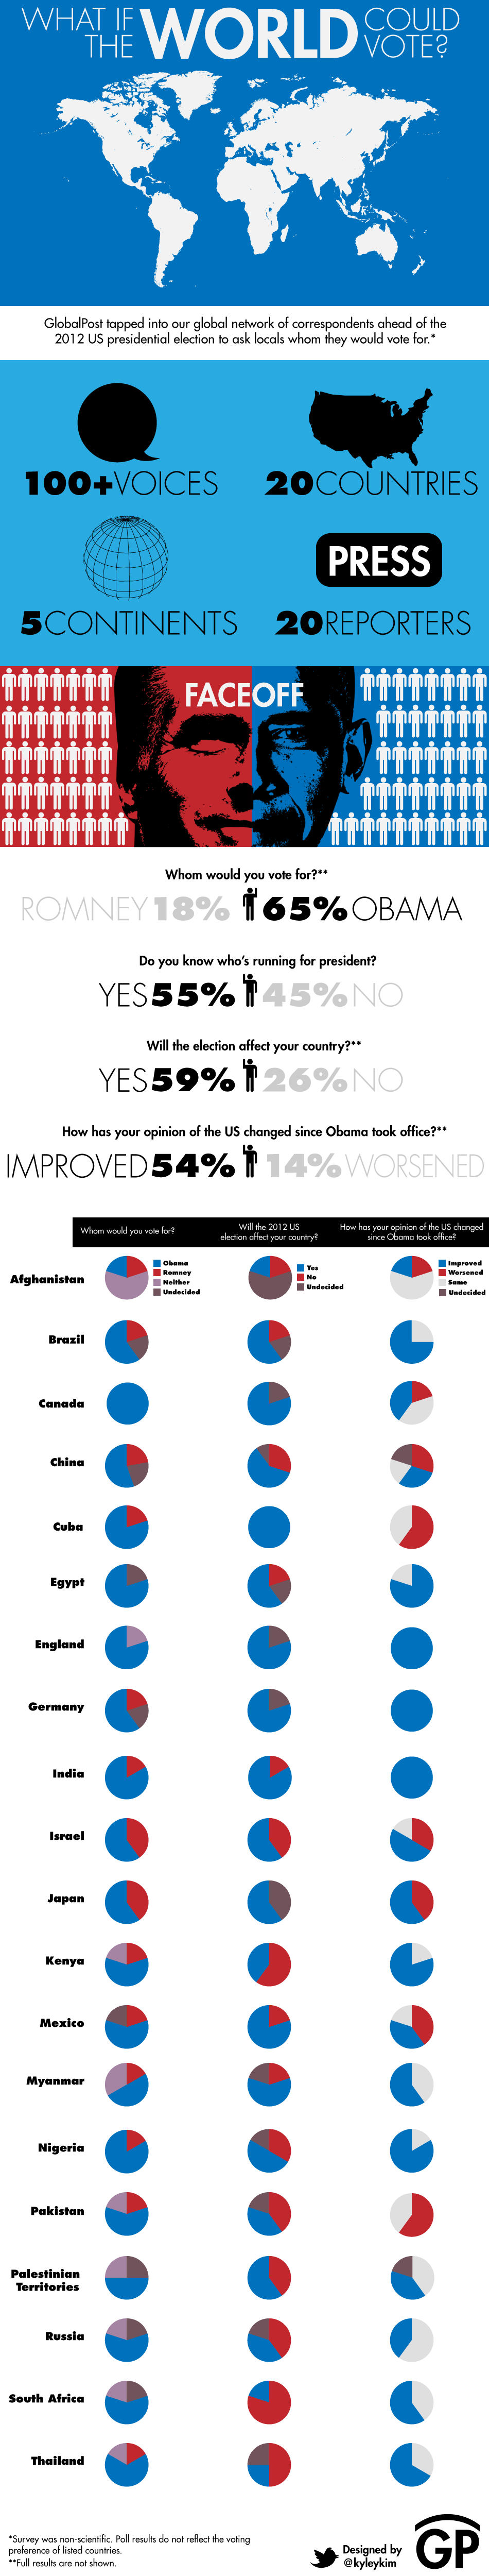 WHAT IF
THE
WORLD
COULD
VOTE?
GlobalPost tapped into our global network of correspondents ahead of the
2012 US presidential election to ask locals whom they would vote for.*
100+VOICES
20COUNTRIES
PRESS
5CONTINENTS
20REPORTERS
FACEOFF
Whom would you vote for?**
ROMNEY 18% 65% OBAMA
Do you know who's running for president?
YES 55% 45% NO
Will the election affect your country?**
YES 59% 26% NO
How has your opinion of the US changed since Obama took office?**
IMPROVED 54% 14% WORSENED
Whom would you vote for?
Will the 2012 US
election affect your country?
How has your opinion of the US changed
since Obama took office?
Afghanistan
Obama
Romney
Neither
Undecided
Yes
No
Undecided
Improved
Worsened
Same
Undecided
Brazil
Canada
China
Cuba
Egypt
England
Germany
India
Israel
Japan
Kenya
Mexico
Myanmar
Nigeria
Pakistan
Palestinian
Territories
Russia
South Africa
Thailand
*Survey was non-scientific. Poll results do not reflect the voting
preference of listed countries.
**Full results are not shown.
Designed by
@kyleykim
GP